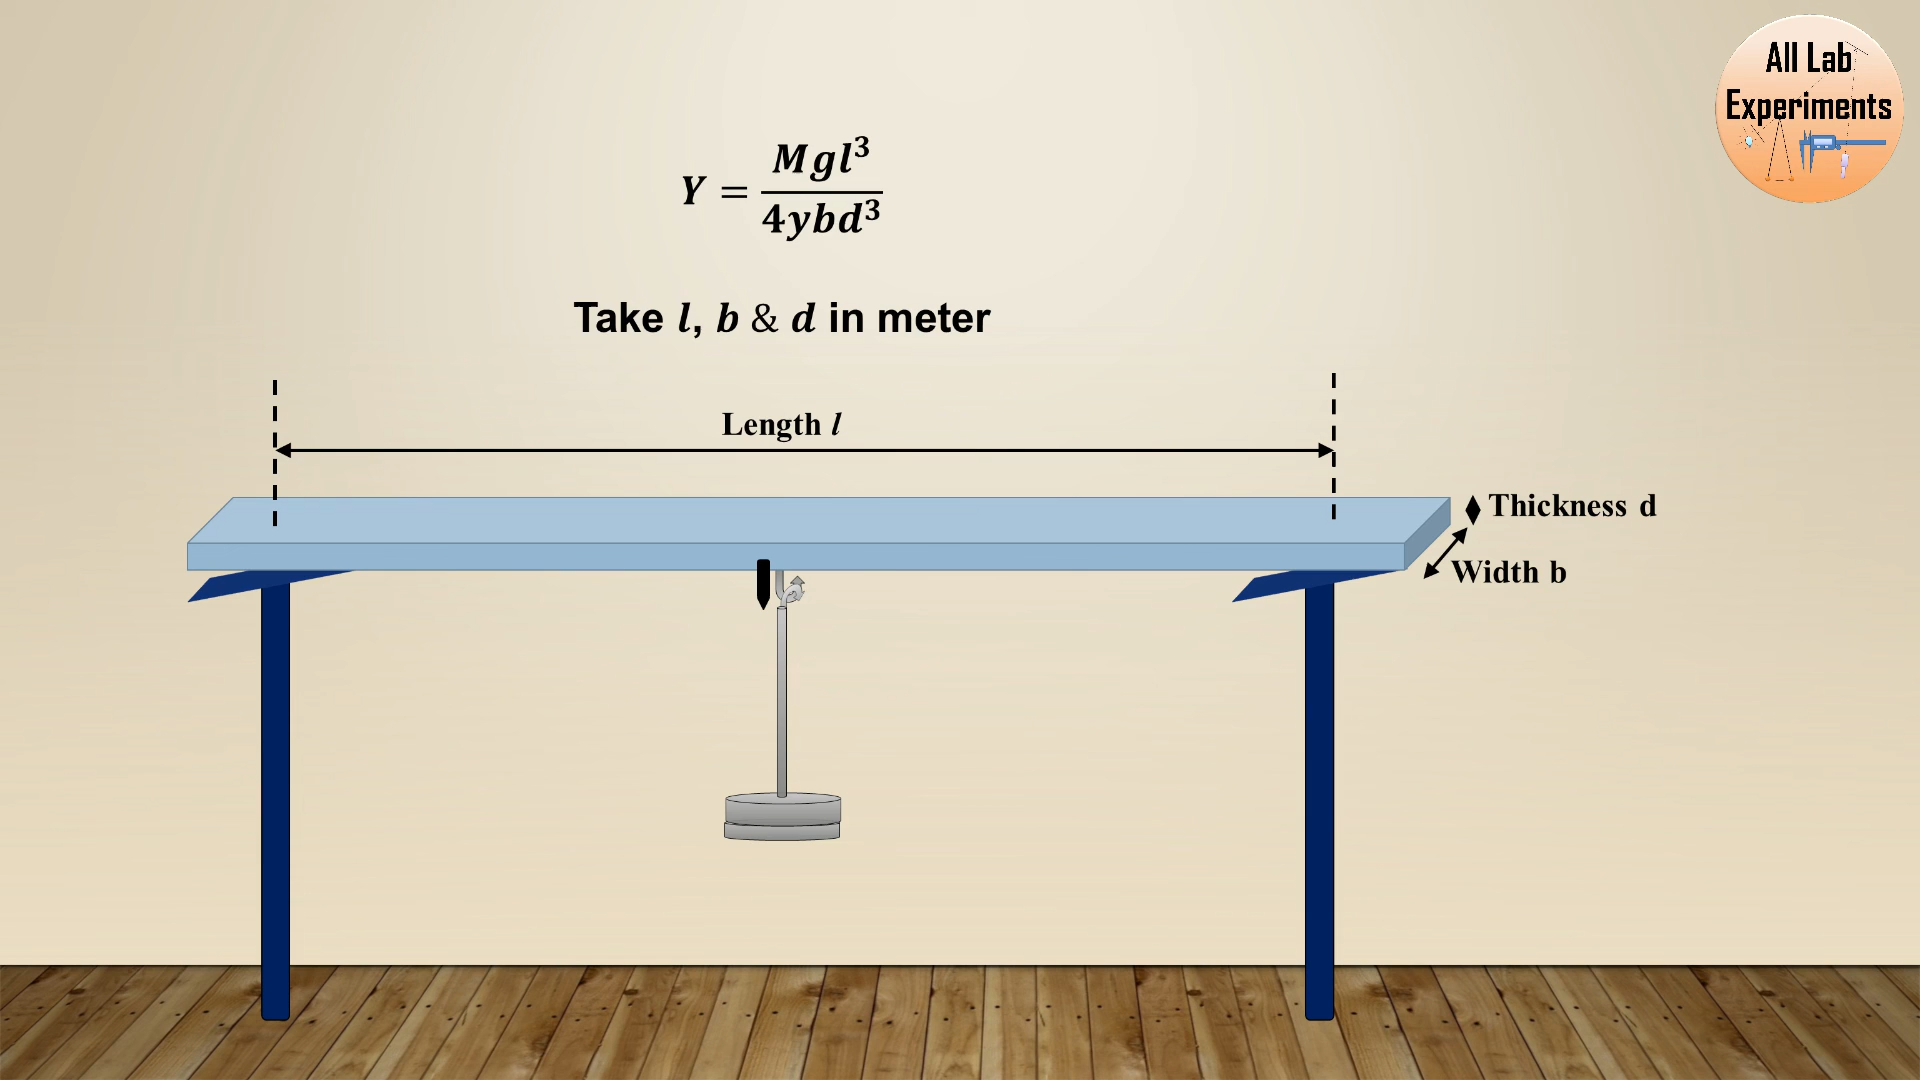 All Lab
Experiments
Y = Mgl³ / 4ybd³
Take l, b & d in meter
Length l
Thickness d
Width b